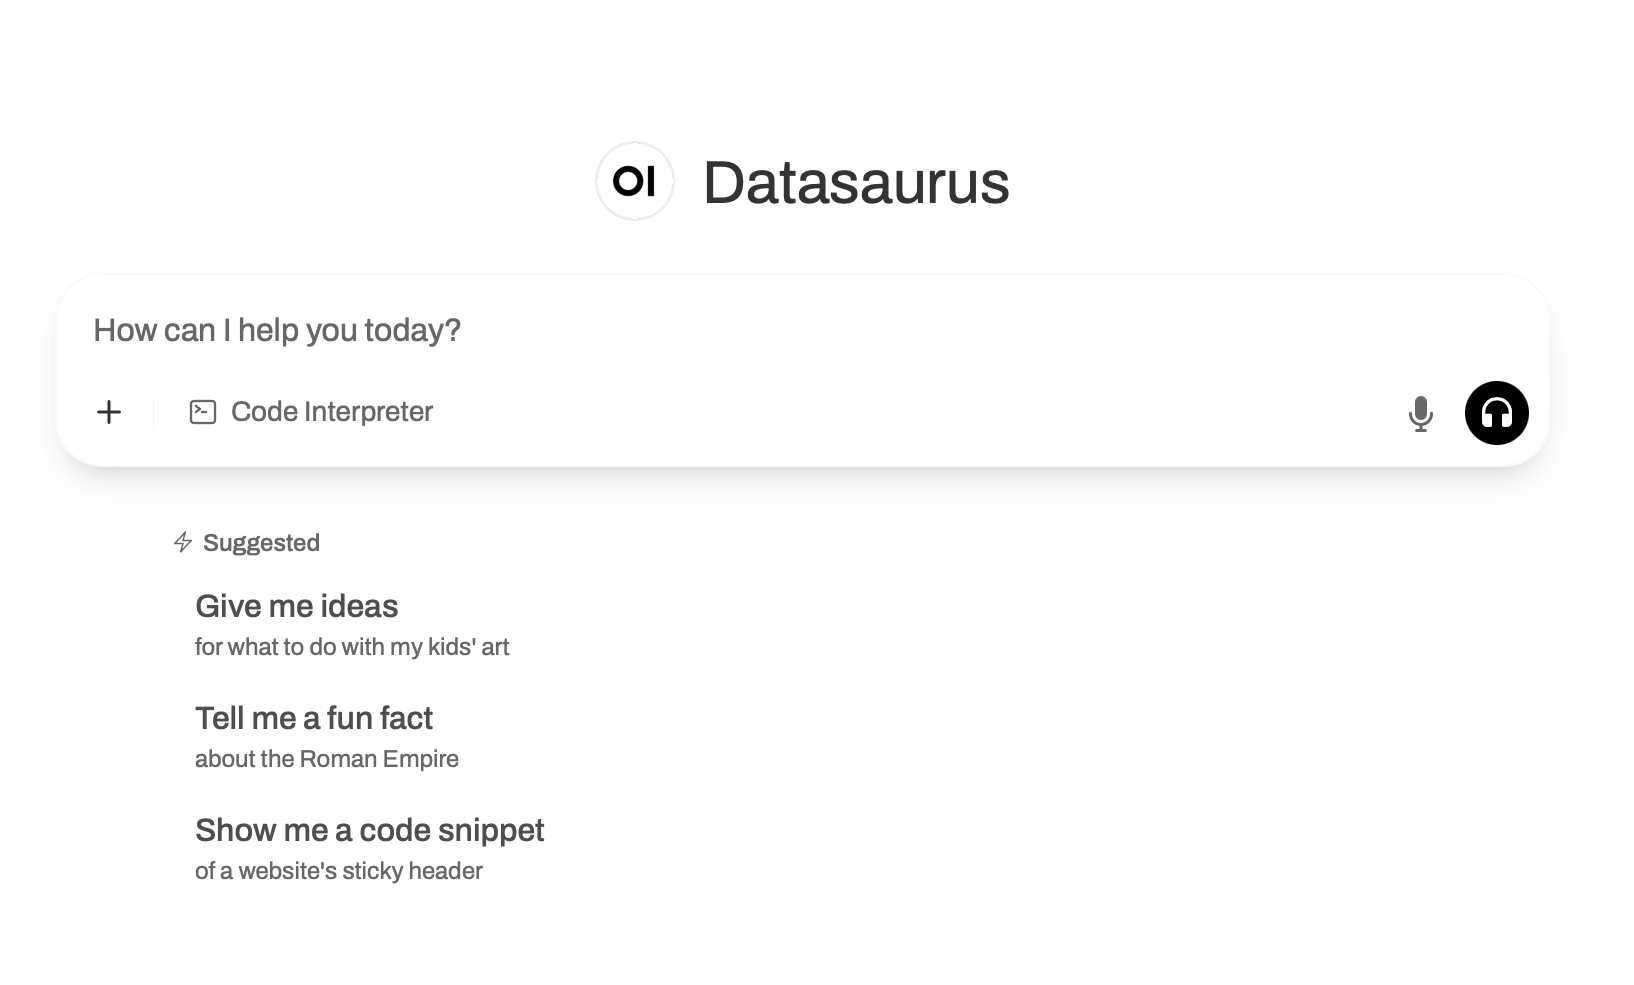 OI Datasaurus
How can I help you today?
Code Interpreter
Suggested
Give me ideas
for what to do with my kids' art
Tell me a fun fact
about the Roman Empire
Show me a code snippet
of a website's sticky header